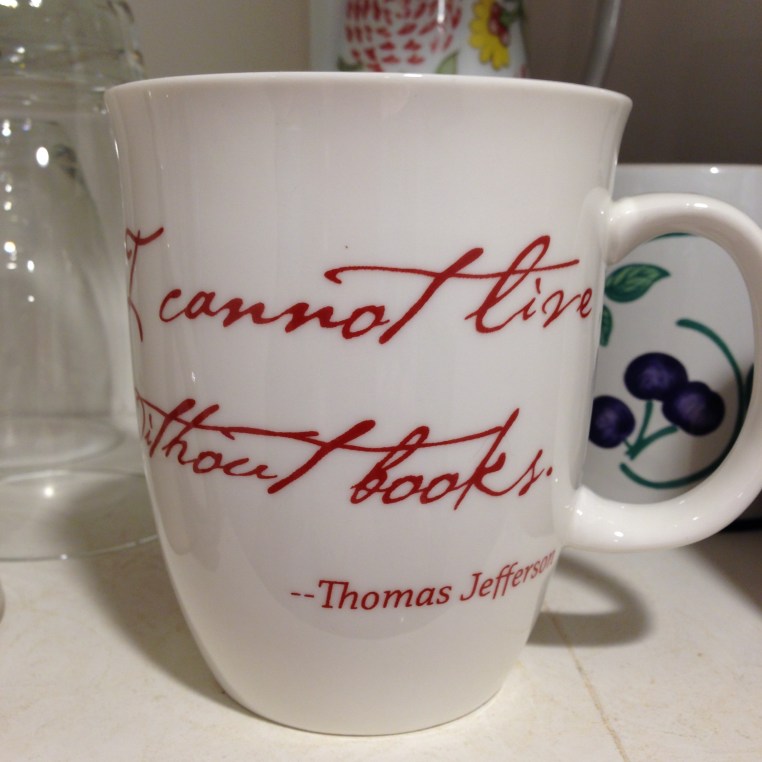 I cannot live
without books.
--Thomas Jefferson